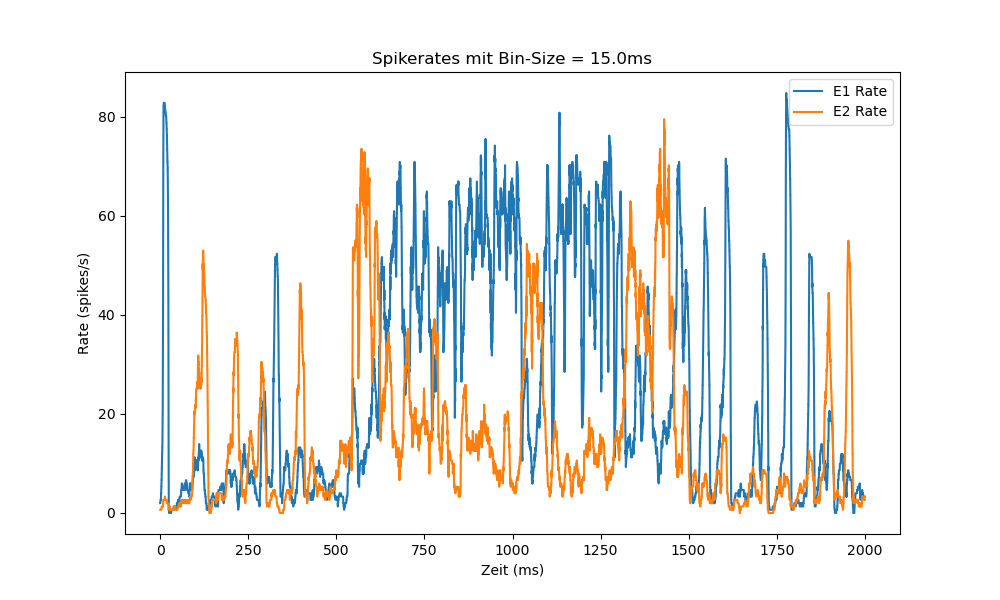 Spikerates mit Bin-Size = 15.0ms
E1 Rate
E2 Rate
Rate (spikes/s)
80
60
40
20
0
0 250 500 750 1000 1250 1500 1750 2000
Zeit (ms)